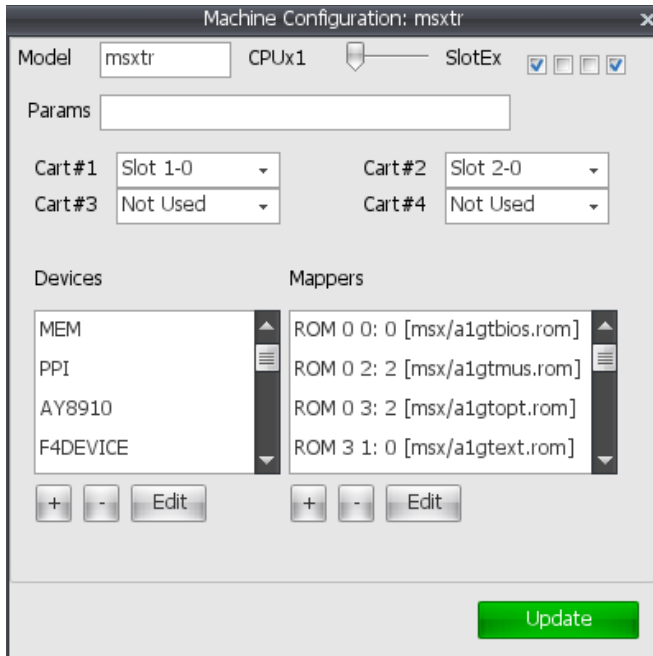 Machine Configuration: msxtr x
Model msxtr CPUx1 SlotEx
Params
Cart#1 Slot 1-0 Cart#2 Slot 2-0
Cart#3 Not Used Cart#4 Not Used
Devices Mappers
MEM ROM 0 0: 0 [msx/a1gtbios.rom]
PPI ROM 0 2: 2 [msx/a1gtmus.rom]
AY8910 ROM 0 3: 2 [msx/a1gtopt.rom]
F4DEVICE ROM 3 1: 0 [msx/a1gtext.rom]
+ - Edit + - Edit
Update